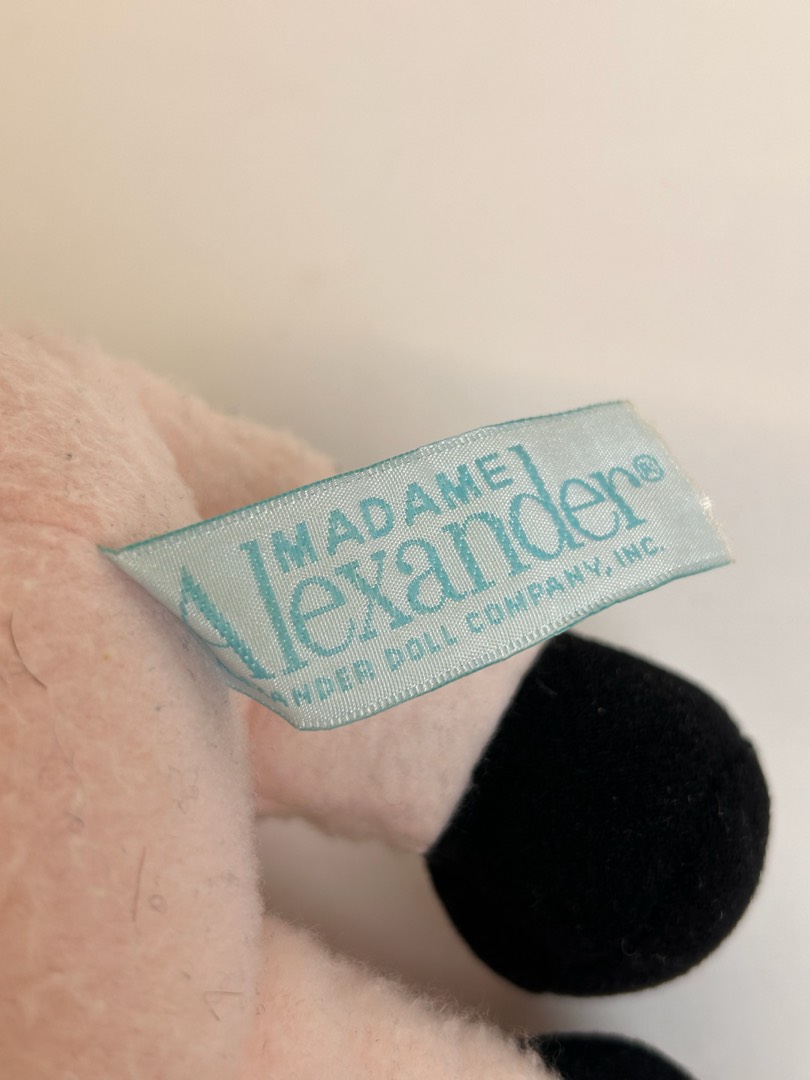 MADAME
Alexander®
ANDER DOLL COMPANY, INC.